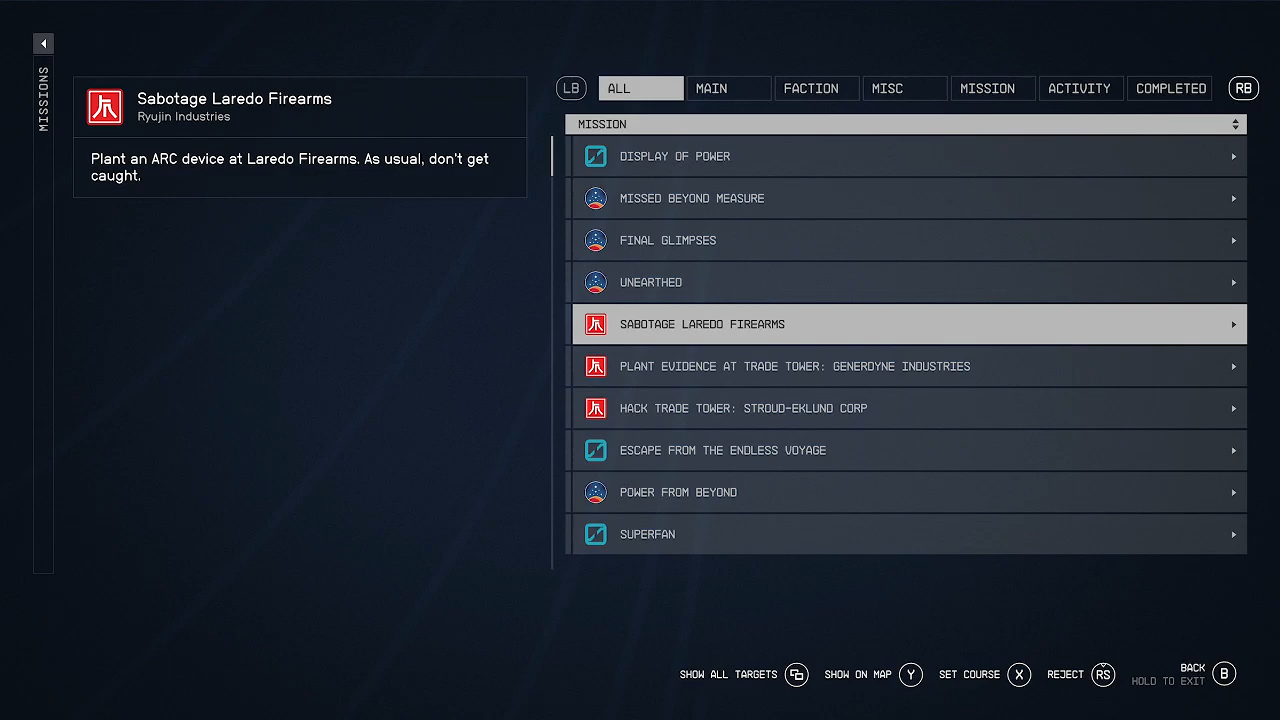 MISSIONS
Sabotage Laredo Firearms
Ryujin Industries
Plant an ARC device at Laredo Firearms. As usual, don't get
caught.
LB ALL MAIN FACTION MISC MISSION ACTIVITY COMPLETED RB
MISSION
DISPLAY OF POWER
MISSED BEYOND MEASURE
FINAL GLIMPSES
UNEARTHED
SABOTAGE LAREDO FIREARMS
PLANT EVIDENCE AT TRADE TOWER: GENERDYNE INDUSTRIES
HACK TRADE TOWER: STROUD-EKLUND CORP
ESCAPE FROM THE ENDLESS VOYAGE
POWER FROM BEYOND
SUPERFAN
SHOW ALL TARGETS SHOW ON MAP Y SET COURSE X REJECT RS BACK B
HOLD TO EXIT